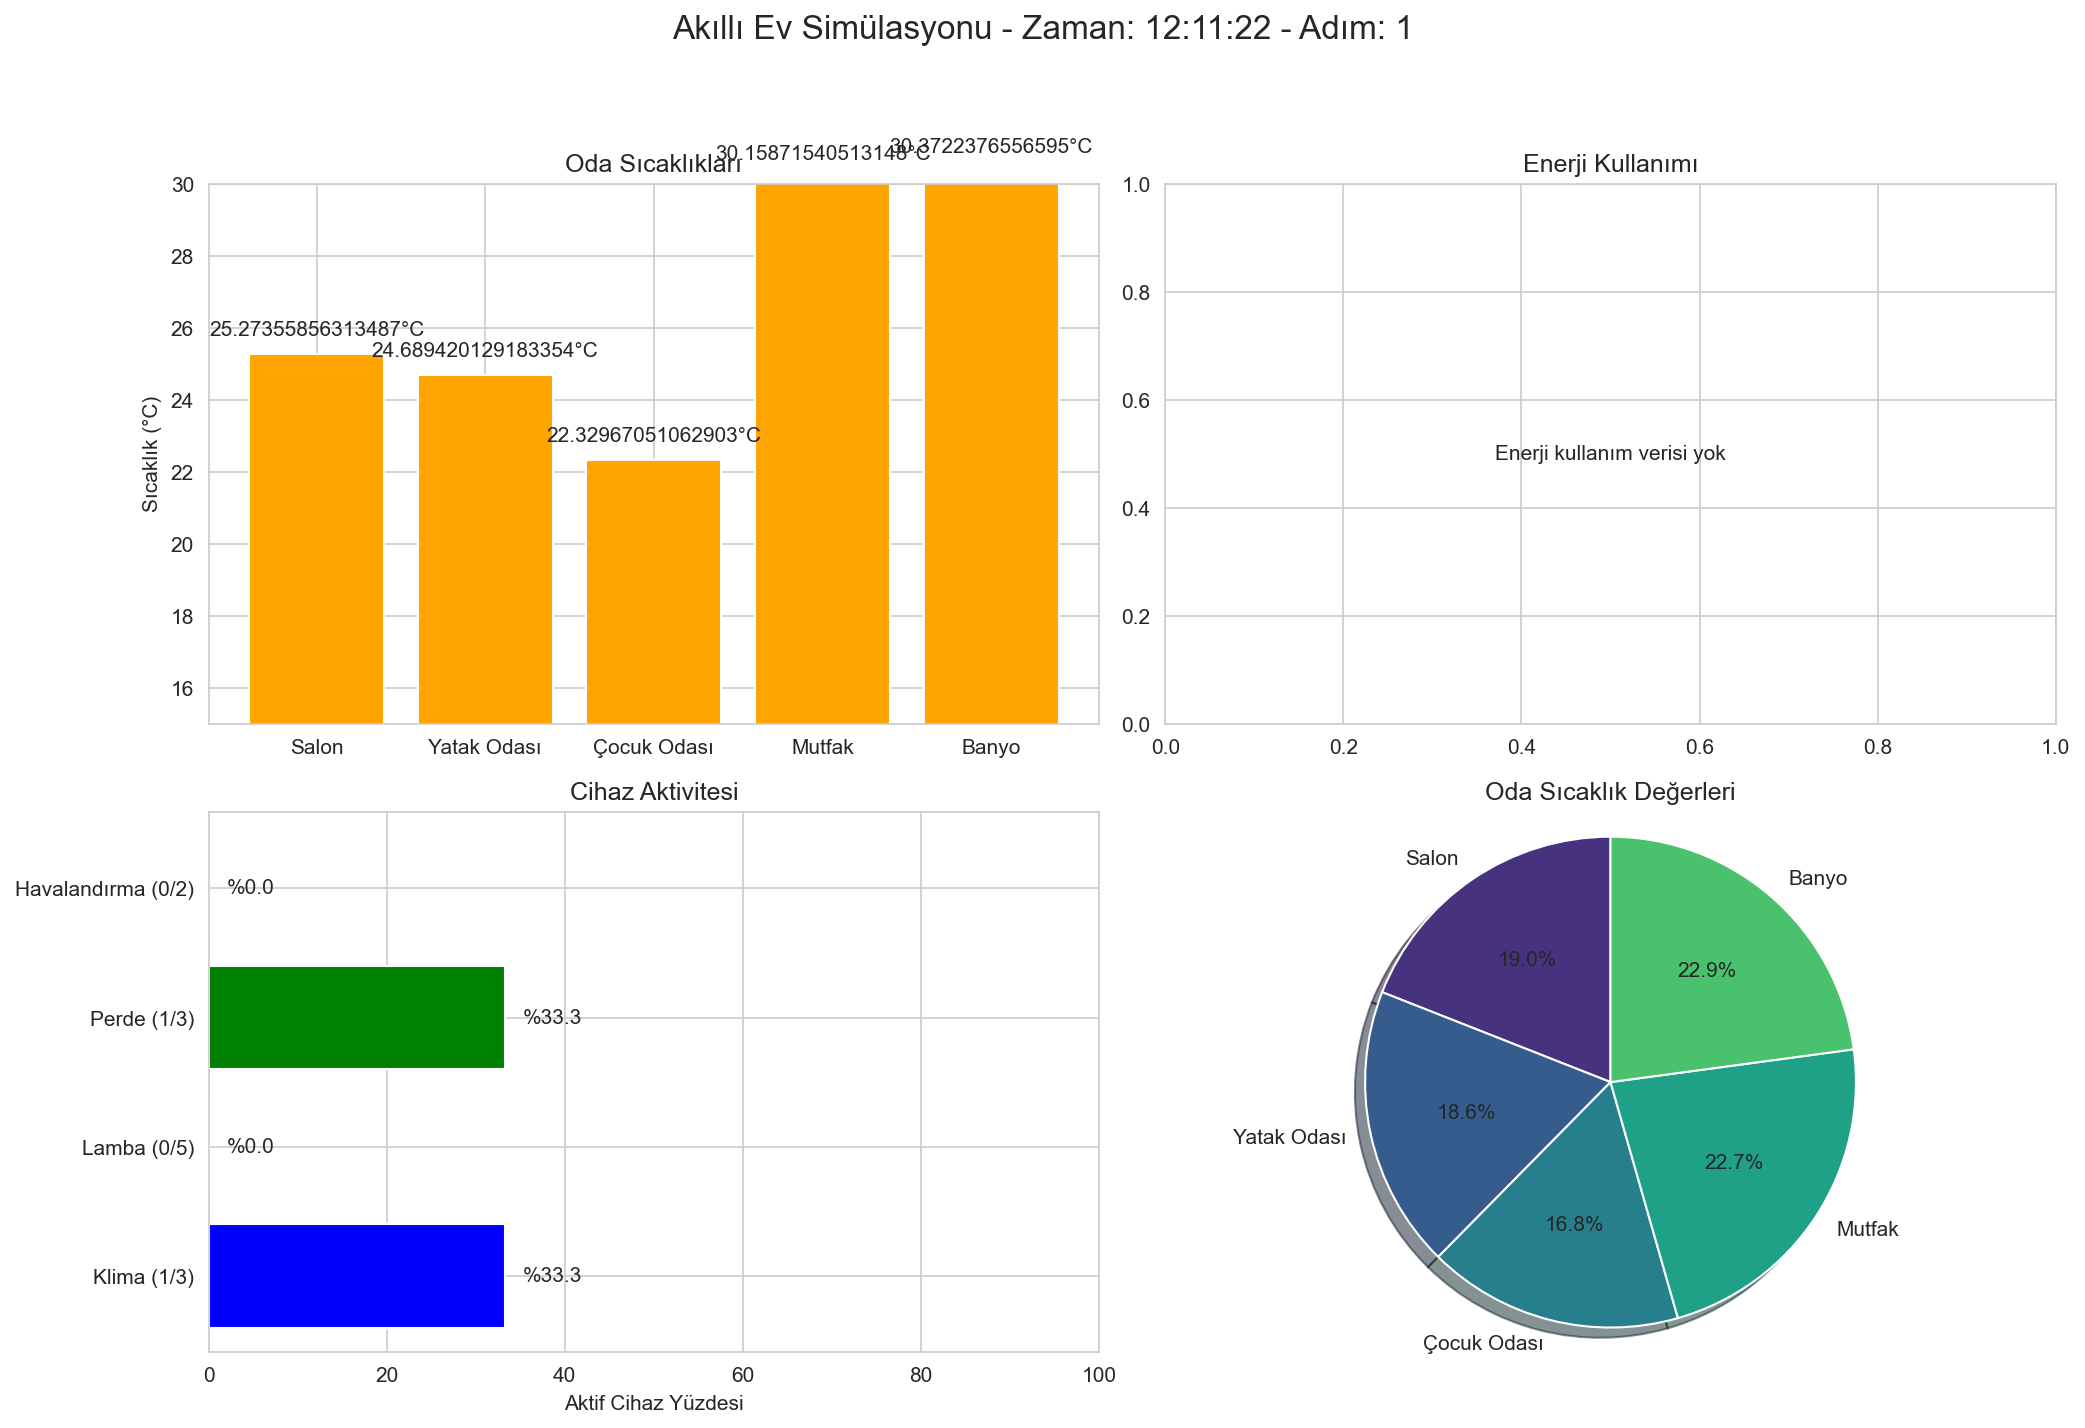 Akıllı Ev Simülasyonu - Zaman: 12:11:22 - Adım: 1
Oda Sıcaklıkları
30.15871540513148°C
30.3722376556595°C
25.27355856313487°C
24.689420129183354°C
22.32967051062903°C
Sıcaklık (°C)
30
28
26
24
22
20
18
16
Salon
Yatak Odası
Çocuk Odası
Mutfak
Banyo
Enerji Kullanımı
1.0
0.8
0.6
0.4
0.2
0.0
Enerji kullanım verisi yok
0.0
0.2
0.4
0.6
0.8
1.0
Cihaz Aktivitesi
Havalandırma (0/2)
%0.0
Perde (1/3)
%33.3
Lamba (0/5)
%0.0
Klima (1/3)
%33.3
0
20
40
60
80
100
Aktif Cihaz Yüzdesi
Oda Sıcaklık Değerleri
Salon
19.0%
Banyo
22.9%
Yatak Odası
18.6%
Mutfak
22.7%
Çocuk Odası
16.8%